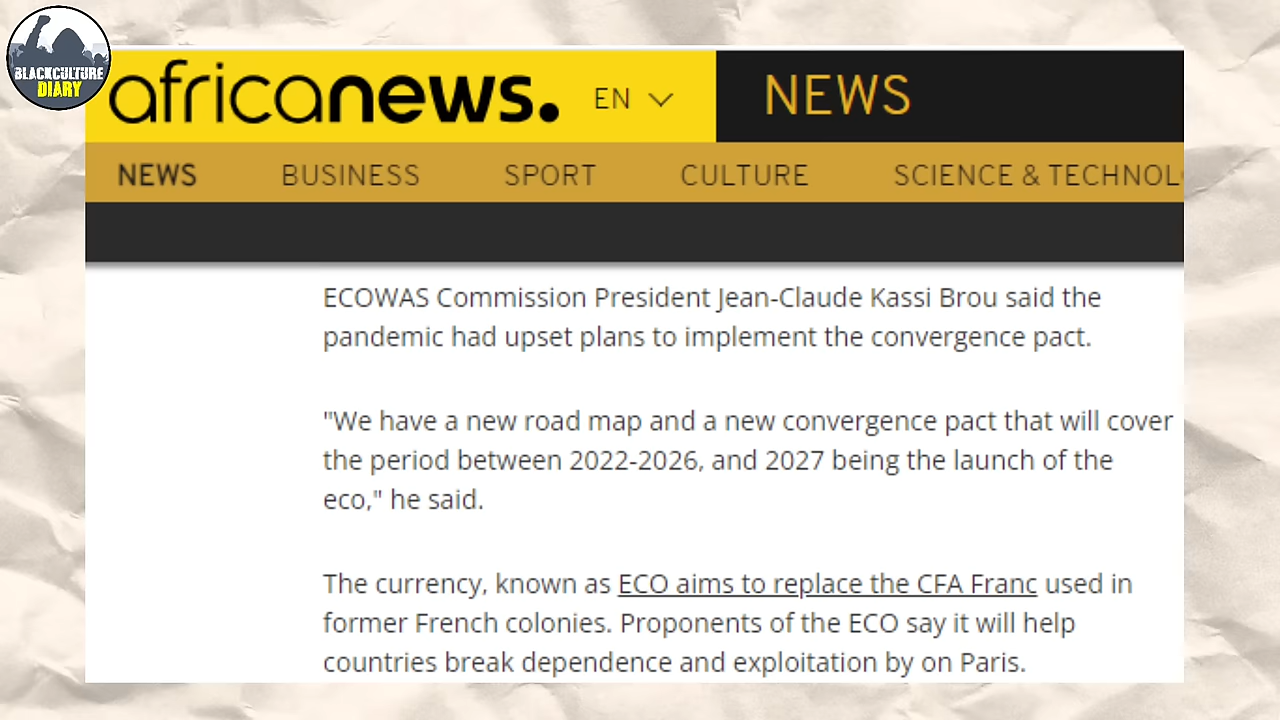 BLACKCULTURE
DIARY
africanews. EN NEWS
NEWS BUSINESS SPORT CULTURE SCIENCE & TECHNOL
ECOWAS Commission President Jean-Claude Kassi Brou said the
pandemic had upset plans to implement the convergence pact.
"We have a new road map and a new convergence pact that will cover
the period between 2022-2026, and 2027 being the launch of the
eco," he said.
The currency, known as ECO aims to replace the CFA Franc used in
former French colonies. Proponents of the ECO say it will help
countries break dependence and exploitation by on Paris.